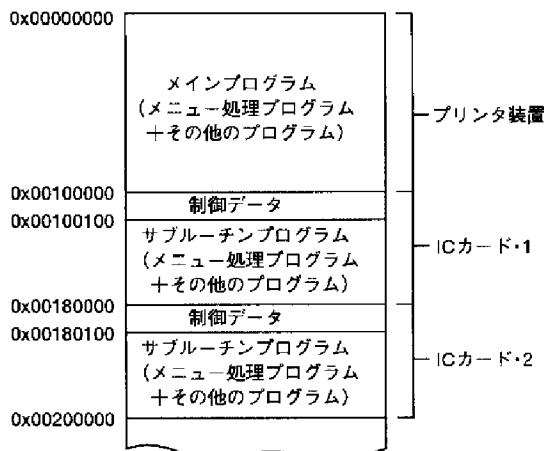 0x00000000
メインプログラム
(メニュー処理プログラム
+その他のプログラム)
プリンタ装置
0x00100000
制御データ
0x00100100
サブルーチンプログラム
(メニュー処理プログラム
+その他のプログラム)
ICカード・1
0x00180000
制御データ
0x00180100
サブルーチンプログラム
(メニュー処理プログラム
+その他のプログラム)
ICカード・2
0x00200000